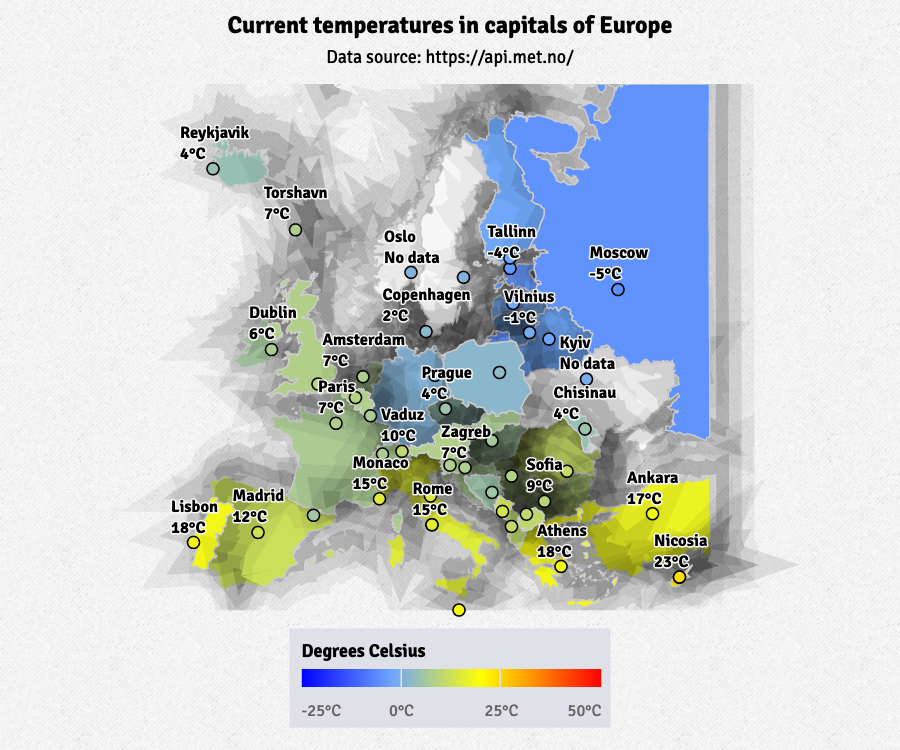 Current temperatures in capitals of Europe
Data source: https://api.met.no/
Reykjavik
4°C
Torshavn
7°C
Oslo
No data
Tallinn
-4°C
Moscow
-5°C
Copenhagen
2°C
Vilnius
-1°C
Dublin
6°C
Amsterdam
7°C
Kyiv
No data
Prague
4°C
Paris
7°C
Chisinau
4°C
Vaduz
10°C
Zagreb
7°C
Monaco
15°C
Sofia
9°C
Rome
15°C
Ankara
17°C
Madrid
12°C
Lisbon
18°C
Athens
18°C
Nicosia
23°C
Degrees Celsius
-25°C
0°C
25°C
50°C